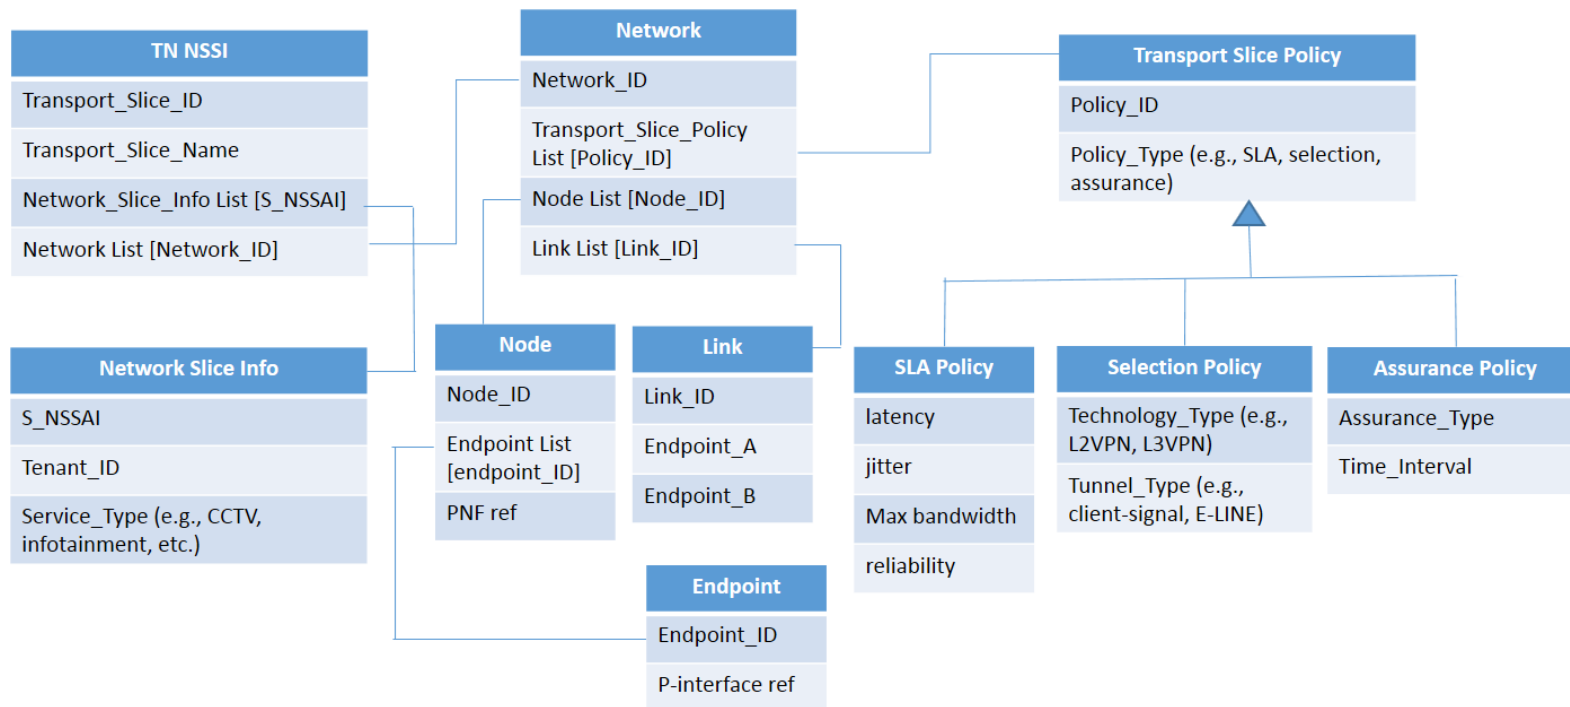 TN NSSI
Transport_Slice_ID
Transport_Slice_Name
Network_Slice_Info List [S_NSSAI]
Network List [Network_ID]
Network
Network_ID
Transport_Slice_Policy
List [Policy_ID]
Node List [Node_ID]
Link List [Link_ID]
Transport Slice Policy
Policy_ID
Policy_Type (e.g., SLA, selection,
assurance)
Network Slice Info
S_NSSAI
Tenant_ID
Service_Type (e.g., CCTV,
infotainment, etc.)
Node
Node_ID
Endpoint List
[endpoint_ID]
PNF ref
Link
Link_ID
Endpoint_A
Endpoint_B
Endpoint
Endpoint_ID
P-interface ref
SLA Policy
latency
jitter
Max bandwidth
reliability
Selection Policy
Technology_Type (e.g.,
L2VPN, L3VPN)
Tunnel_Type (e.g.,
client-signal, E-LINE)
Assurance Policy
Assurance_Type
Time_Interval